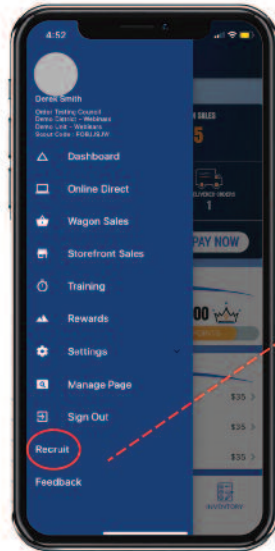 4:52
Derek Smith
Order Testing Council
Demo District - Webinars
Demo Unit - Webinars
Dashboard
Online Direct
Wagon Sales
Storefront Sales
Training
Rewards
Settings
Manage Page
Sign Out
Recruit
Feedback
SALES
5
1
PAY NOW
00
$35
$35
$35
INVENTORY